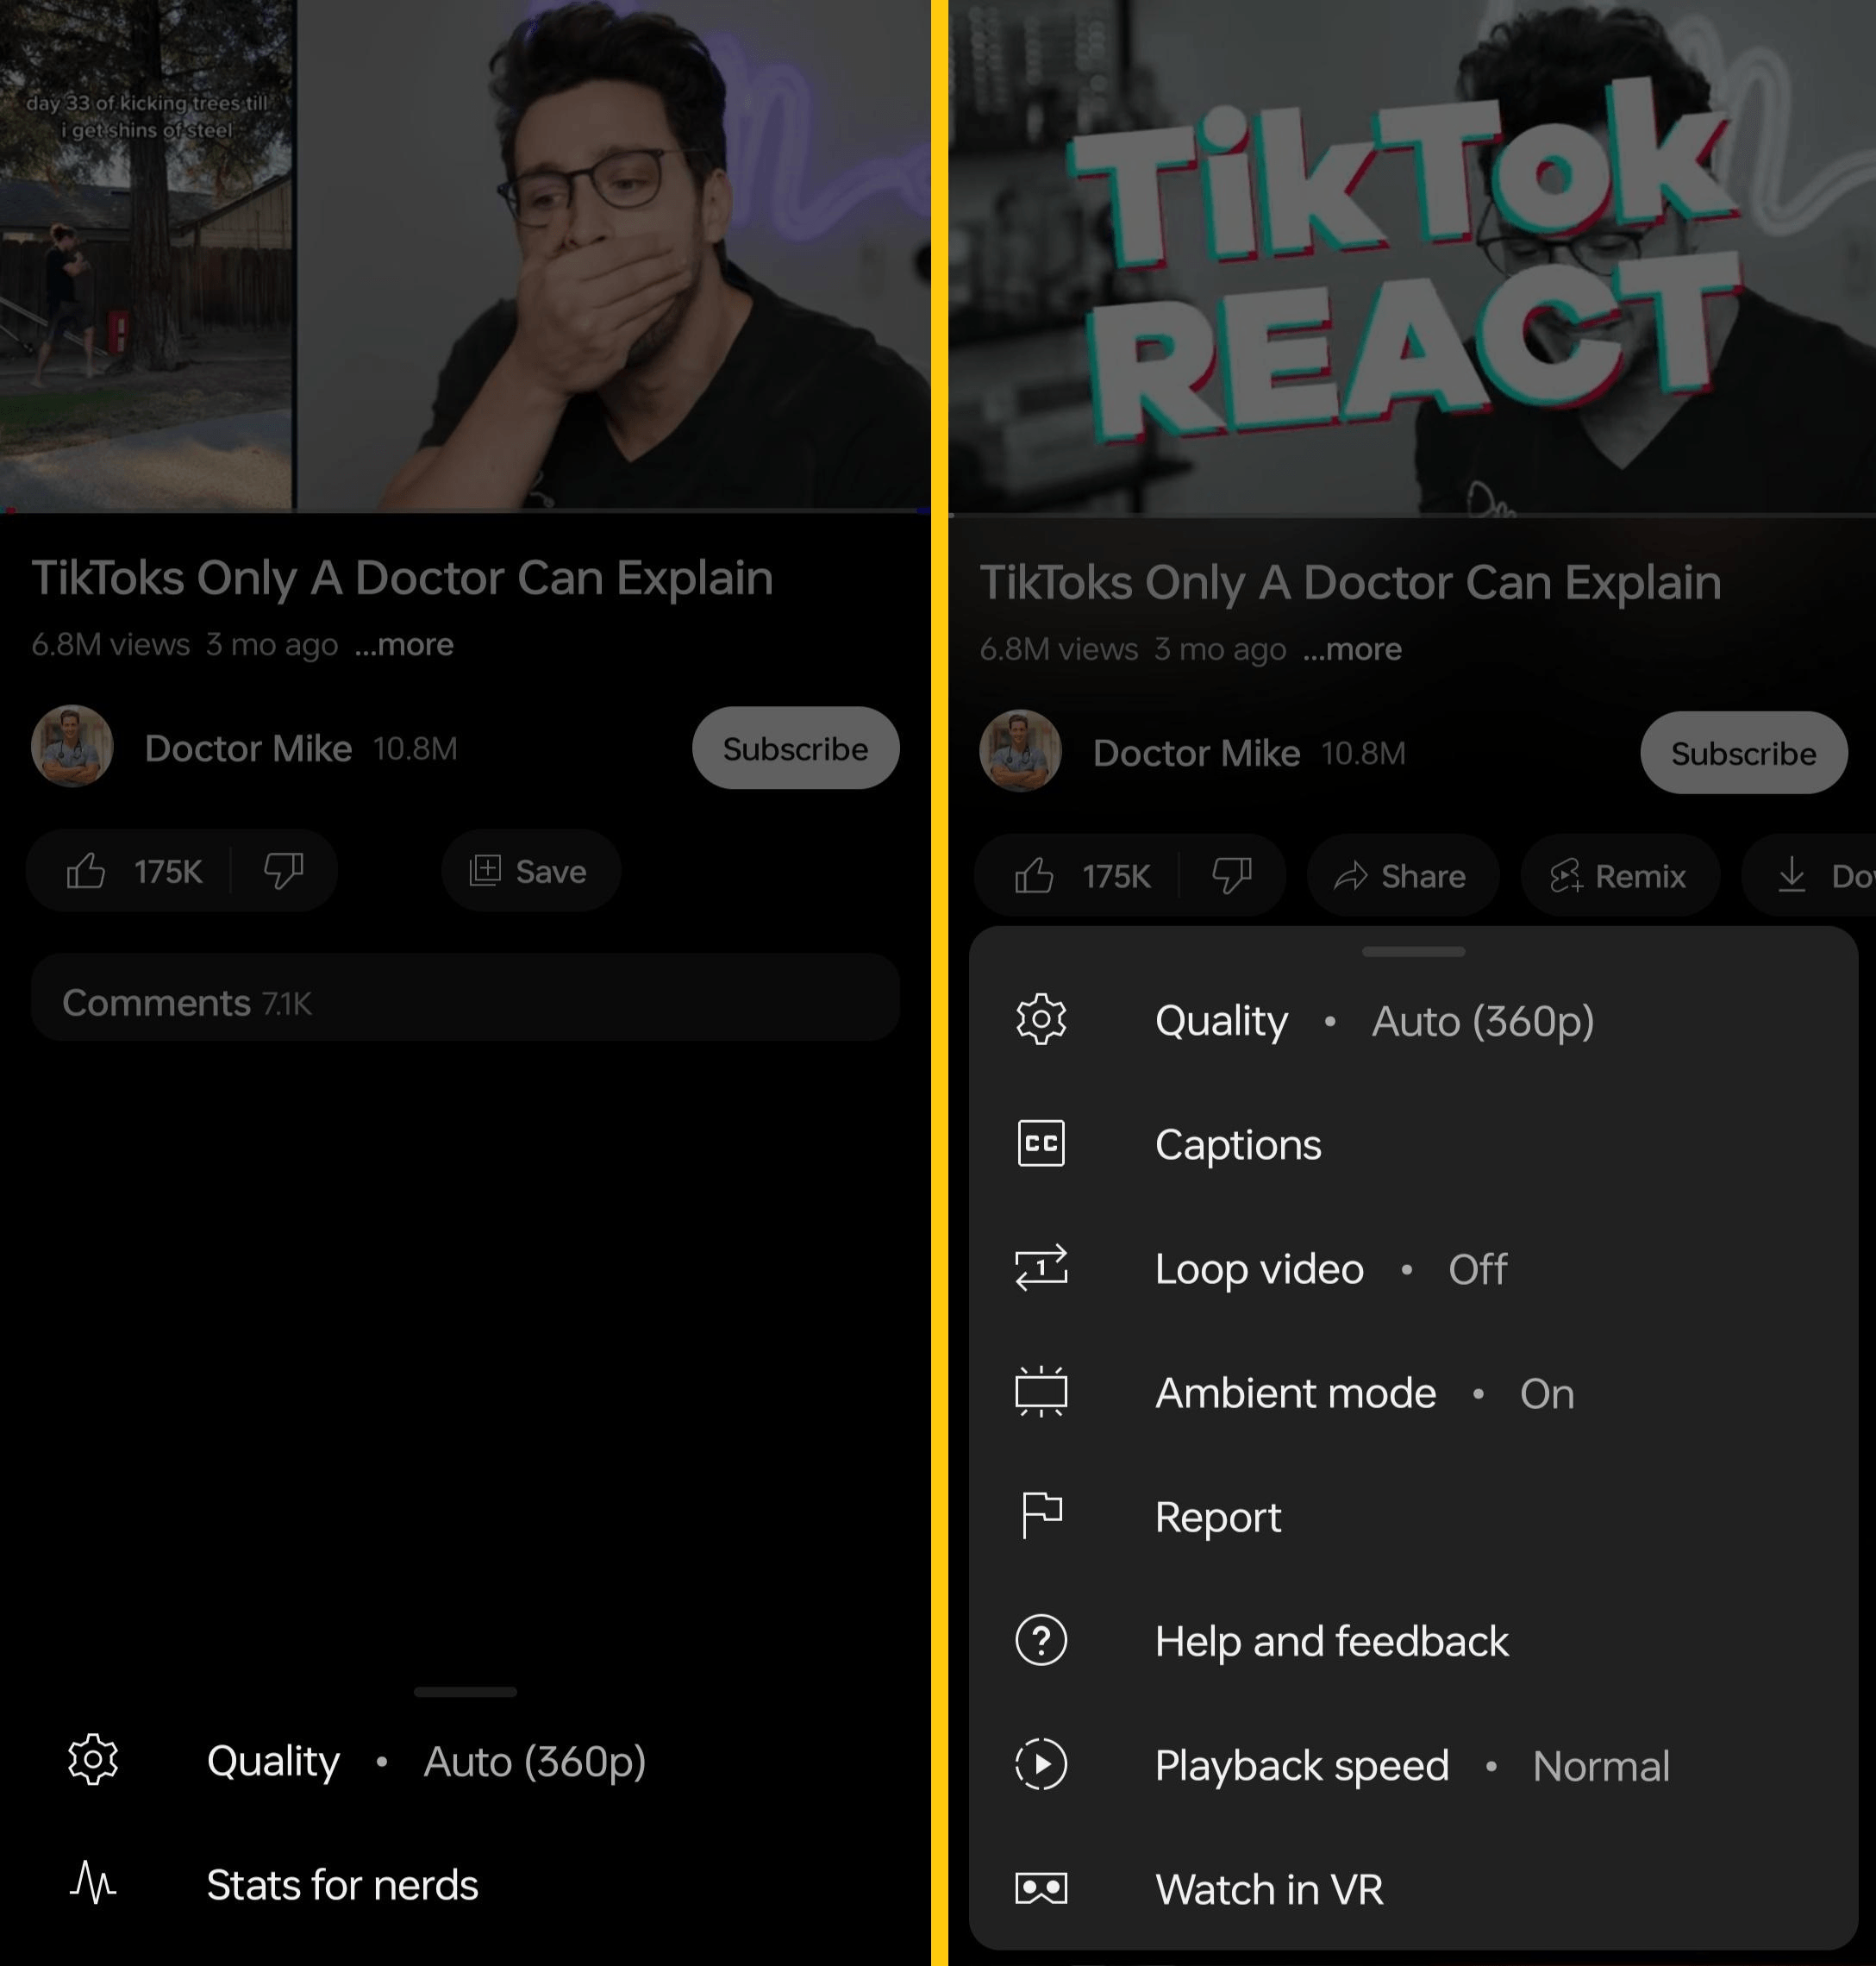 day 33 of kicking trees till
i get shins of steel
TikToks Only A Doctor Can Explain
6.8M views 3 mo ago ...more
Doctor Mike 10.8M
Subscribe
175K
Save
Comments 7.1K
Quality • Auto (360p)
Stats for nerds
TikTok
REACT
Dr.
TikToks Only A Doctor Can Explain
6.8M views 3 mo ago ...more
Doctor Mike 10.8M
Subscribe
175K
Share
Remix
Dov
Quality • Auto (360p)
CC
Captions
1
Loop video • Off
Ambient mode • On
Report
?
Help and feedback
Playback speed • Normal
Watch in VR